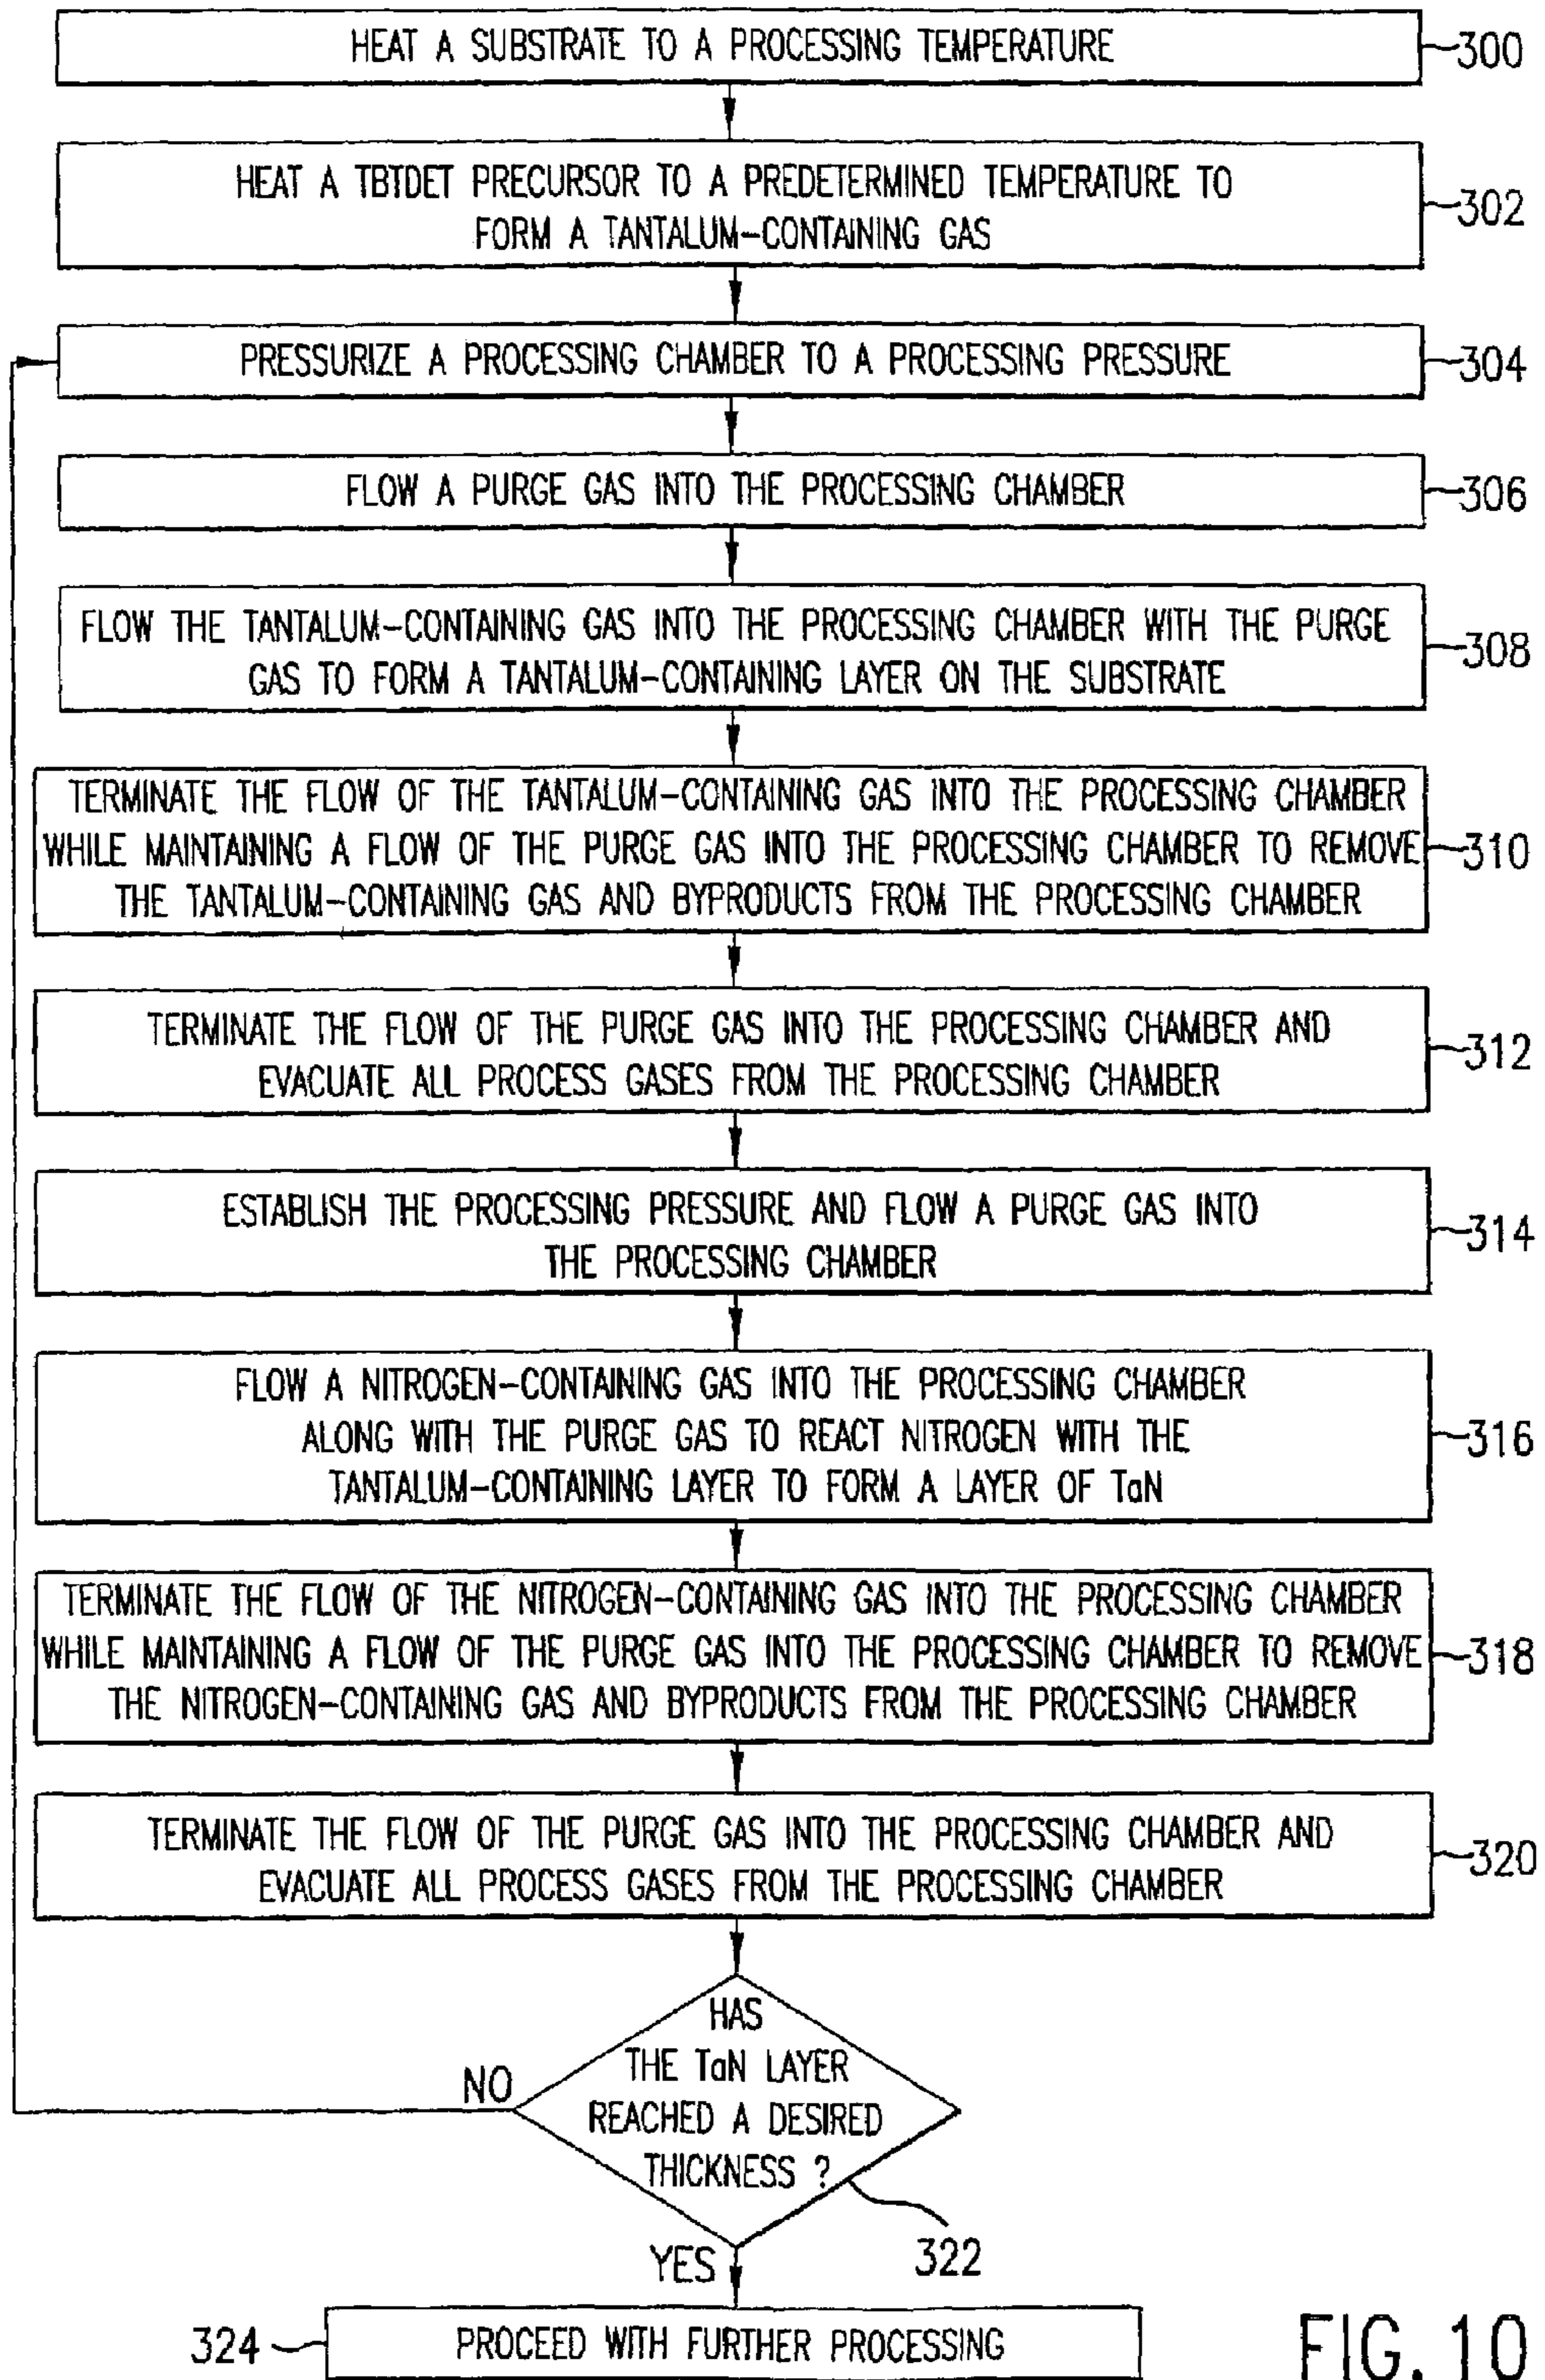 HEAT A SUBSTRATE TO A PROCESSING TEMPERATURE
300
HEAT A TBTDET PRECURSOR TO A PREDETERMINED TEMPERATURE TO
FORM A TANTALUM-CONTAINING GAS
302
PRESSURIZE A PROCESSING CHAMBER TO A PROCESSING PRESSURE
304
FLOW A PURGE GAS INTO THE PROCESSING CHAMBER
306
FLOW THE TANTALUM-CONTAINING GAS INTO THE PROCESSING CHAMBER WITH THE PURGE
GAS TO FORM A TANTALUM-CONTAINING LAYER ON THE SUBSTRATE
308
TERMINATE THE FLOW OF THE TANTALUM-CONTAINING GAS INTO THE PROCESSING CHAMBER
WHILE MAINTAINING A FLOW OF THE PURGE GAS INTO THE PROCESSING CHAMBER TO REMOVE
THE TANTALUM-CONTAINING GAS AND BYPRODUCTS FROM THE PROCESSING CHAMBER
310
TERMINATE THE FLOW OF THE PURGE GAS INTO THE PROCESSING CHAMBER AND
EVACUATE ALL PROCESS GASES FROM THE PROCESSING CHAMBER
312
ESTABLISH THE PROCESSING PRESSURE AND FLOW A PURGE GAS INTO
THE PROCESSING CHAMBER
314
FLOW A NITROGEN-CONTAINING GAS INTO THE PROCESSING CHAMBER
ALONG WITH THE PURGE GAS TO REACT NITROGEN WITH THE
TANTALUM-CONTAINING LAYER TO FORM A LAYER OF TaN
316
TERMINATE THE FLOW OF THE NITROGEN-CONTAINING GAS INTO THE PROCESSING CHAMBER
WHILE MAINTAINING A FLOW OF THE PURGE GAS INTO THE PROCESSING CHAMBER TO REMOVE
THE NITROGEN-CONTAINING GAS AND BYPRODUCTS FROM THE PROCESSING CHAMBER
318
TERMINATE THE FLOW OF THE PURGE GAS INTO THE PROCESSING CHAMBER AND
EVACUATE ALL PROCESS GASES FROM THE PROCESSING CHAMBER
320
HAS
THE TaN LAYER
REACHED A DESIRED
THICKNESS ?
NO
322
YES
324
PROCEED WITH FURTHER PROCESSING
FIG. 10